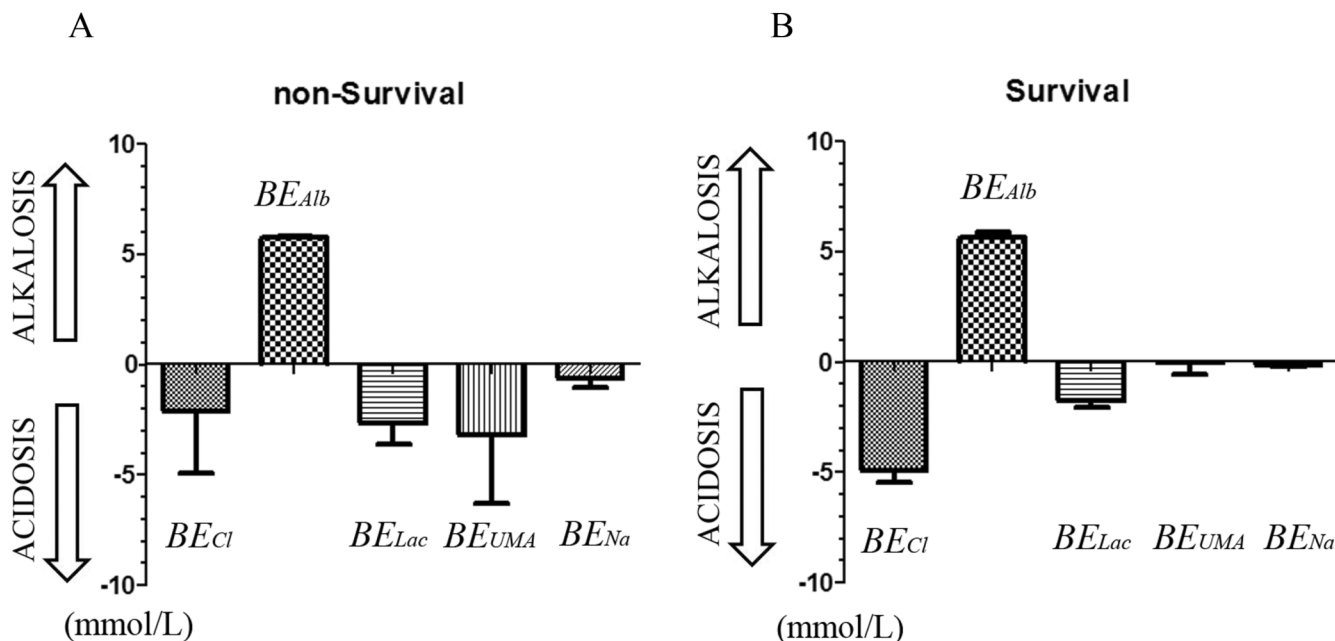 A
non-Survival
10
5
0
-5
-10
ALKALOSIS
ACIDOSIS
BEAlb
BECl
BELac
BEUMA
BENa
(mmol/L)
B
Survival
10
5
0
-5
-10
ALKALOSIS
ACIDOSIS
BEAlb
BECl
BELac
BEUMA
BENa
(mmol/L)